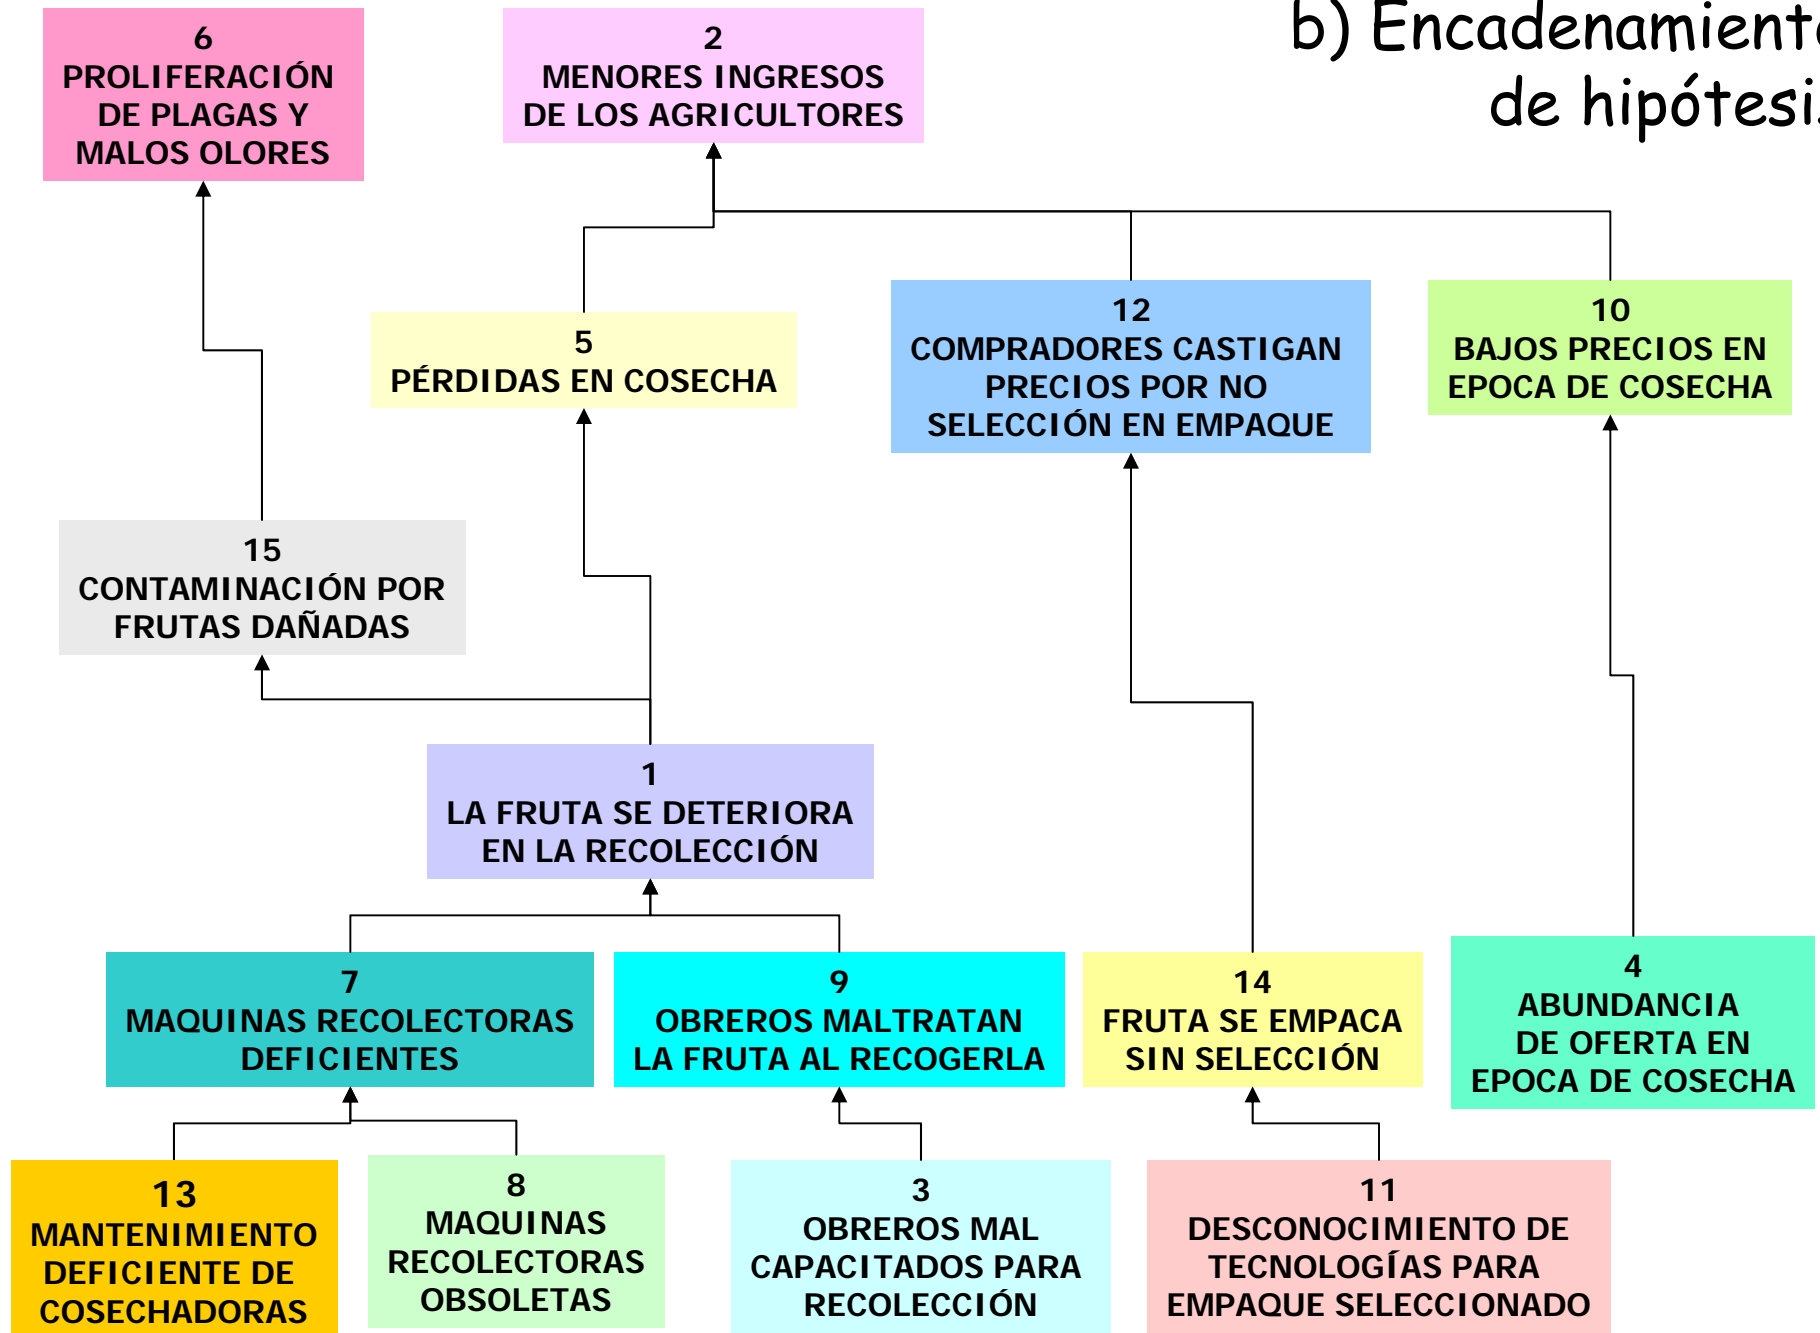 b) Encadenamiento
de hipótesis
6
PROLIFERACIÓN
DE PLAGAS Y
MALOS OLORES
2
MENORES INGRESOS
DE LOS AGRICULTORES
5
PÉRDIDAS EN COSECHA
12
COMPRADORES CASTIGAN
PRECIOS POR NO
SELECCIÓN EN EMPAQUE
10
BAJOS PRECIOS EN
EPOCA DE COSECHA
15
CONTAMINACIÓN POR
FRUTAS DAÑADAS
1
LA FRUTA SE DETERIORA
EN LA RECOLECCIÓN
7
MAQUINAS RECOLECTORAS
DEFICIENTES
9
OBREROS MALTRATAN
LA FRUTA AL RECOGERLA
14
FRUTA SE EMPACA
SIN SELECCIÓN
4
ABUNDANCIA
DE OFERTA EN
EPOCA DE COSECHA
13
MANTENIMIENTO
DEFICIENTE DE
COSECHADORAS
8
MAQUINAS
RECOLECTORAS
OBSOLETAS
3
OBREROS MAL
CAPACITADOS PARA
RECOLECCIÓN
11
DESCONOCIMIENTO DE
TECNOLOGÍAS PARA
EMPAQUE SELECCIONADO